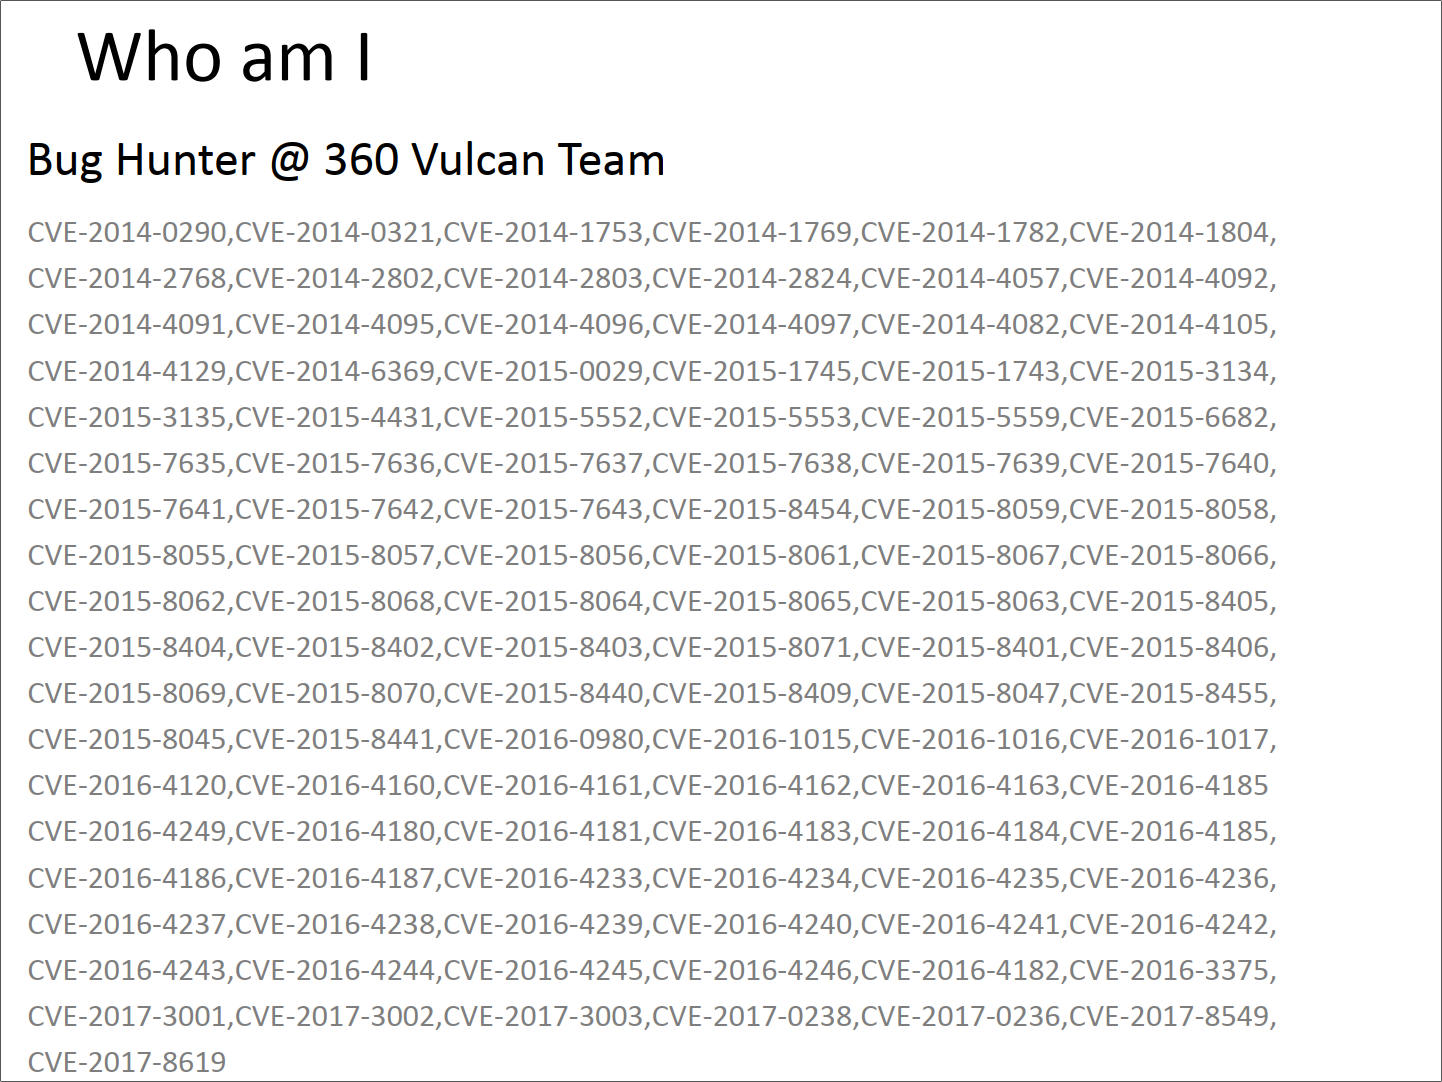 Who am I
Bug Hunter @ 360 Vulcan Team
CVE-2014-0290,CVE-2014-0321,CVE-2014-1753,CVE-2014-1769,CVE-2014-1782,CVE-2014-1804,
CVE-2014-2768,CVE-2014-2802,CVE-2014-2803,CVE-2014-2824,CVE-2014-4057,CVE-2014-4092,
CVE-2014-4091,CVE-2014-4095,CVE-2014-4096,CVE-2014-4097,CVE-2014-4082,CVE-2014-4105,
CVE-2014-4129,CVE-2014-6369,CVE-2015-0029,CVE-2015-1745,CVE-2015-1743,CVE-2015-3134,
CVE-2015-3135,CVE-2015-4431,CVE-2015-5552,CVE-2015-5553,CVE-2015-5559,CVE-2015-6682,
CVE-2015-7635,CVE-2015-7636,CVE-2015-7637,CVE-2015-7638,CVE-2015-7639,CVE-2015-7640,
CVE-2015-7641,CVE-2015-7642,CVE-2015-7643,CVE-2015-8454,CVE-2015-8059,CVE-2015-8058,
CVE-2015-8055,CVE-2015-8057,CVE-2015-8056,CVE-2015-8061,CVE-2015-8067,CVE-2015-8066,
CVE-2015-8062,CVE-2015-8068,CVE-2015-8064,CVE-2015-8065,CVE-2015-8063,CVE-2015-8405,
CVE-2015-8404,CVE-2015-8402,CVE-2015-8403,CVE-2015-8071,CVE-2015-8401,CVE-2015-8406,
CVE-2015-8069,CVE-2015-8070,CVE-2015-8440,CVE-2015-8409,CVE-2015-8047,CVE-2015-8455,
CVE-2015-8045,CVE-2015-8441,CVE-2016-0980,CVE-2016-1015,CVE-2016-1016,CVE-2016-1017,
CVE-2016-4120,CVE-2016-4160,CVE-2016-4161,CVE-2016-4162,CVE-2016-4163,CVE-2016-4185
CVE-2016-4249,CVE-2016-4180,CVE-2016-4181,CVE-2016-4183,CVE-2016-4184,CVE-2016-4185,
CVE-2016-4186,CVE-2016-4187,CVE-2016-4233,CVE-2016-4234,CVE-2016-4235,CVE-2016-4236,
CVE-2016-4237,CVE-2016-4238,CVE-2016-4239,CVE-2016-4240,CVE-2016-4241,CVE-2016-4242,
CVE-2016-4243,CVE-2016-4244,CVE-2016-4245,CVE-2016-4246,CVE-2016-4182,CVE-2016-3375,
CVE-2017-3001,CVE-2017-3002,CVE-2017-3003,CVE-2017-0238,CVE-2017-0236,CVE-2017-8549,
CVE-2017-8619